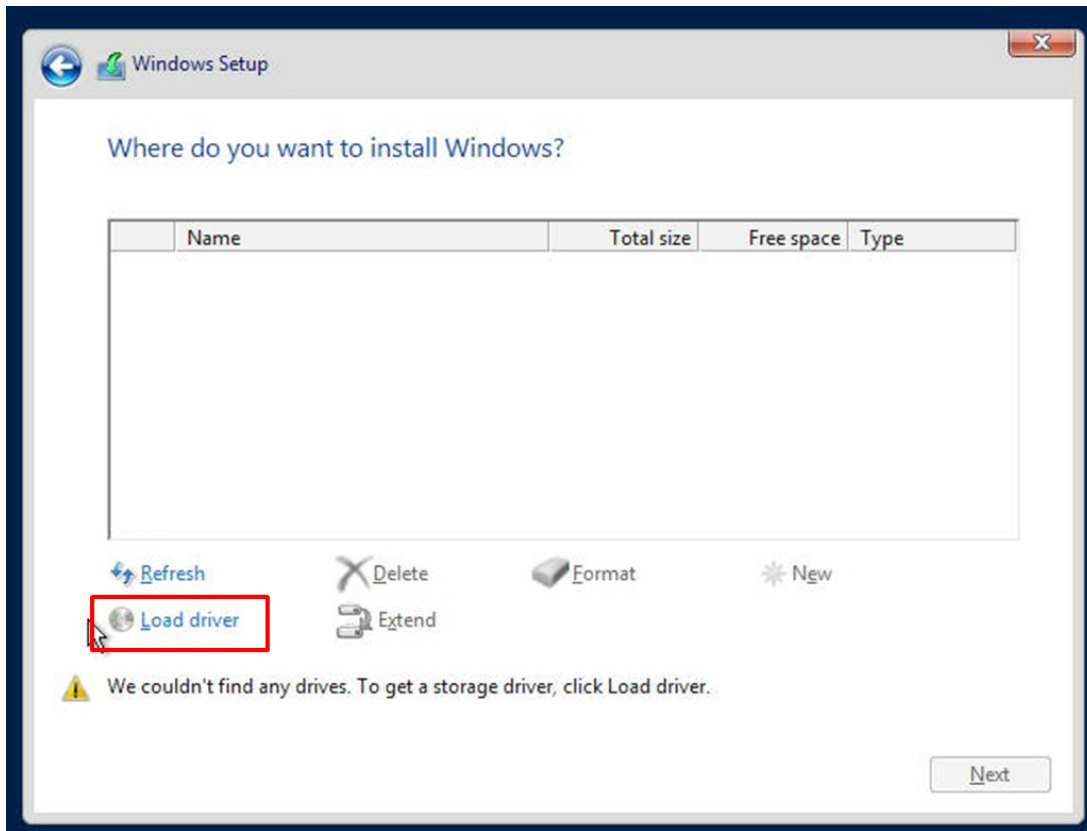 Windows Setup
Where do you want to install Windows?
Name Total size Free space Type
Refresh Delete Format New
Load driver Extend
We couldn't find any drives. To get a storage driver, click Load driver.
Next